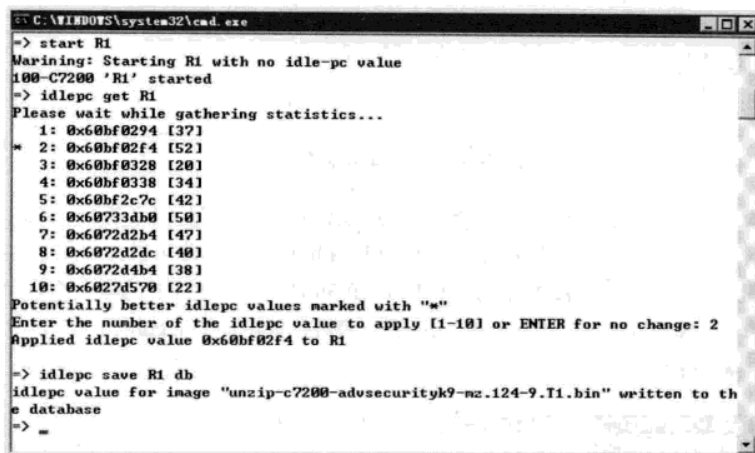 C:\WINDOWS\system32\cmd.exe
=> start R1
Warining: Starting R1 with no idle-pc value
100-C7200 'R1' started
=> idlepc get R1
Please wait while gathering statistics...
1: 0x60bf0294 [37]
* 2: 0x60bf02f4 [52]
3: 0x60bf0328 [20]
4: 0x60bf0338 [34]
5: 0x60bf2c7c [42]
6: 0x60733db0 [50]
7: 0x6072d2b4 [47]
8: 0x6072d2dc [40]
9: 0x6072d4b4 [38]
10: 0x6027d570 [22]
Potentially better idlepc values marked with "*"
Enter the number of the idlepc value to apply [1-10] or ENTER for no change: 2
Applied idlepc value 0x60bf02f4 to R1
=> idlepc save R1 db
idlepc value for image "unzip-c7200-advsecurityk9-mz.124-9.T1.bin" written to th
e database
=> _